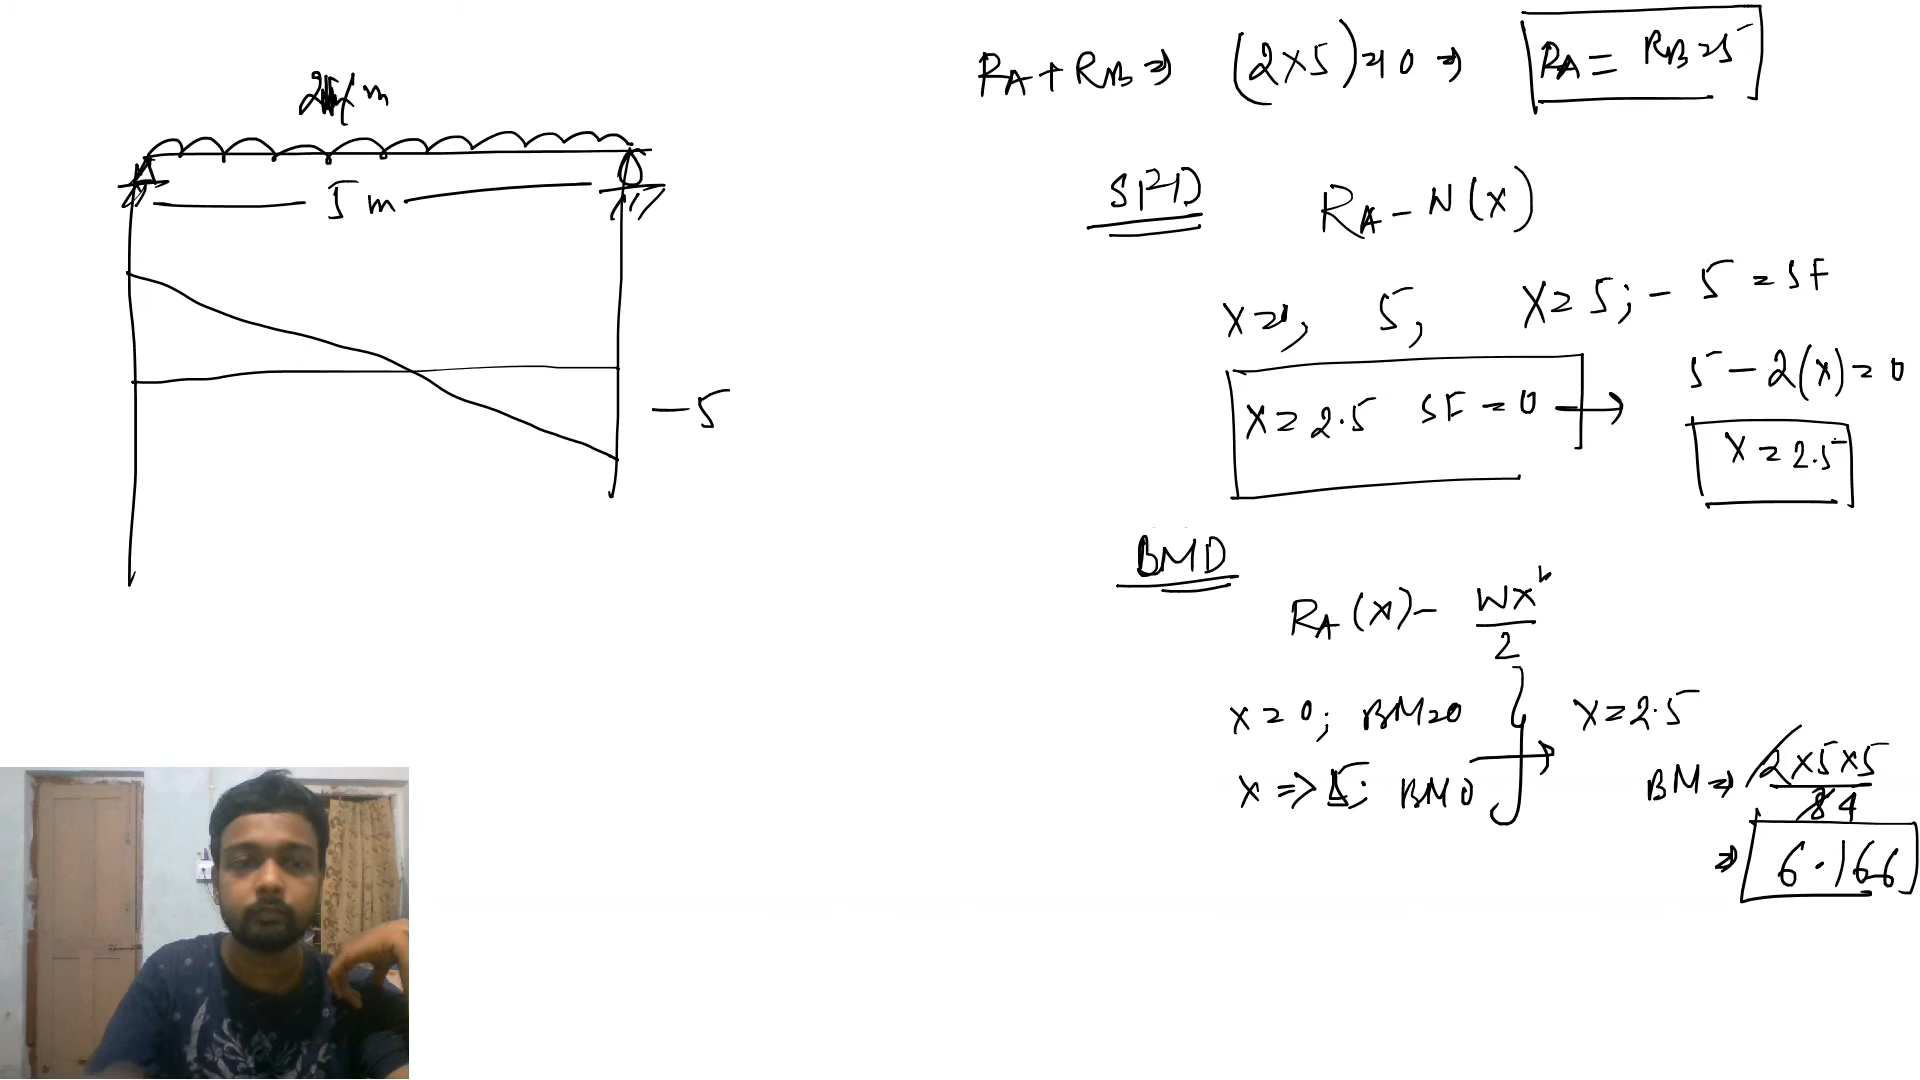 RA + RB ⇒ (2×5) = 10 ⇒ RA = RB = 5
m
5 m
SFD RA - W(x)
x=0, 5, x=5; -5 = SF
x = 2.5 SF = 0 → 5 - 2(x) = 0
x = 2.5
-5
BMD
RA (x) - wx²/2
x = 0; BM=0 x = 2.5
x => 5; BM 0 → BM ⇒ 2×5×5/8 4
⇒ 6.166